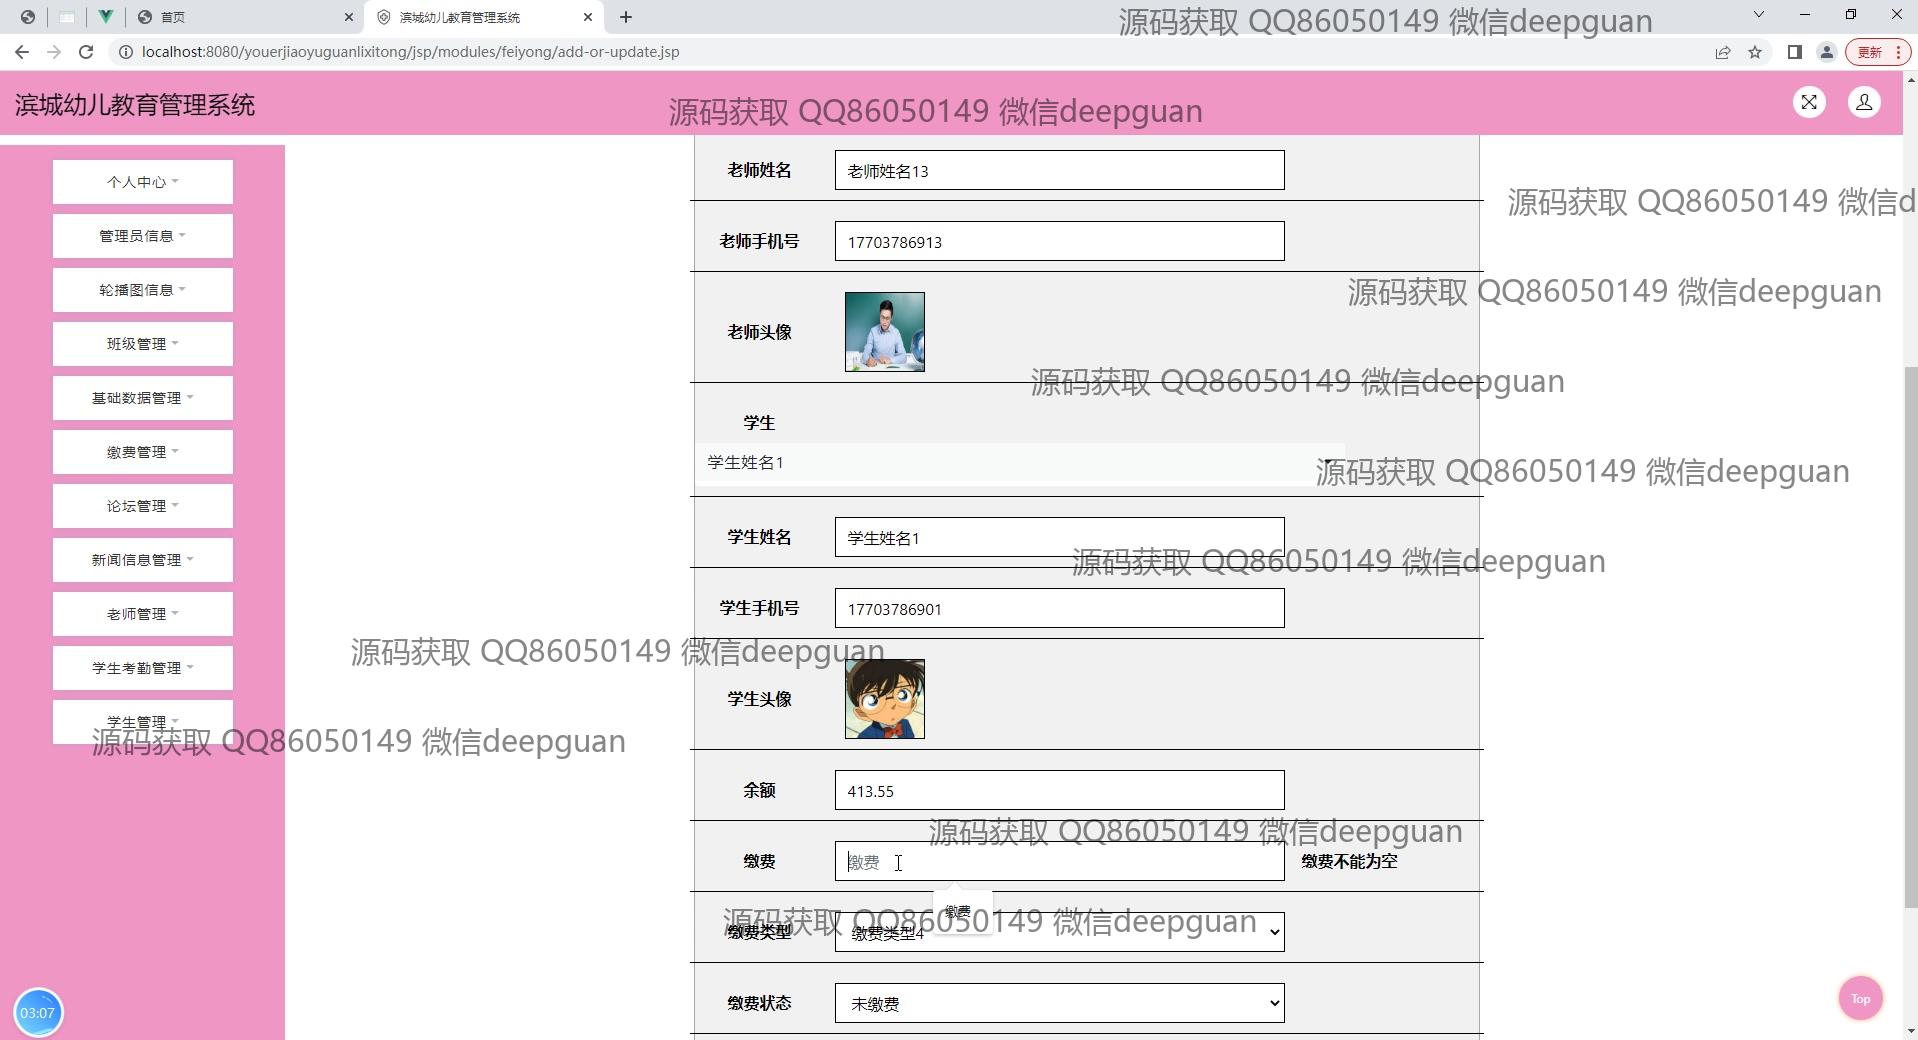 首页
滨城幼儿教育管理系统
源码获取 QQ86050149 微信deepguan
localhost:8080/youerjiaoyuguanlixitong/jsp/modules/feiyong/add-or-update.jsp
更新
滨城幼儿教育管理系统
源码获取 QQ86050149 微信deepguan
个人中心
管理员信息
轮播图信息
班级管理
基础数据管理
缴费管理
论坛管理
新闻信息管理
老师管理
学生考勤管理
学生管理
老师姓名 老师姓名13
源码获取 QQ86050149 微信d
老师手机号 17703786913
源码获取 QQ86050149 微信deepguan
老师头像
源码获取 QQ86050149 微信deepguan
学生
学生姓名1
源码获取 QQ86050149 微信deepguan
学生姓名 学生姓名1
源码获取 QQ86050149 微信deepguan
学生手机号 17703786901
源码获取 QQ86050149 微信deepguan
学生头像
源码获取 QQ86050149 微信deepguan
余额 413.55
源码获取 QQ86050149 微信deepguan
缴费 缴费 缴费不能为空
缴费
源码获取 QQ86050149 微信deepguan
缴费类型 缴费类型4
缴费状态 未缴费
03:07
Top